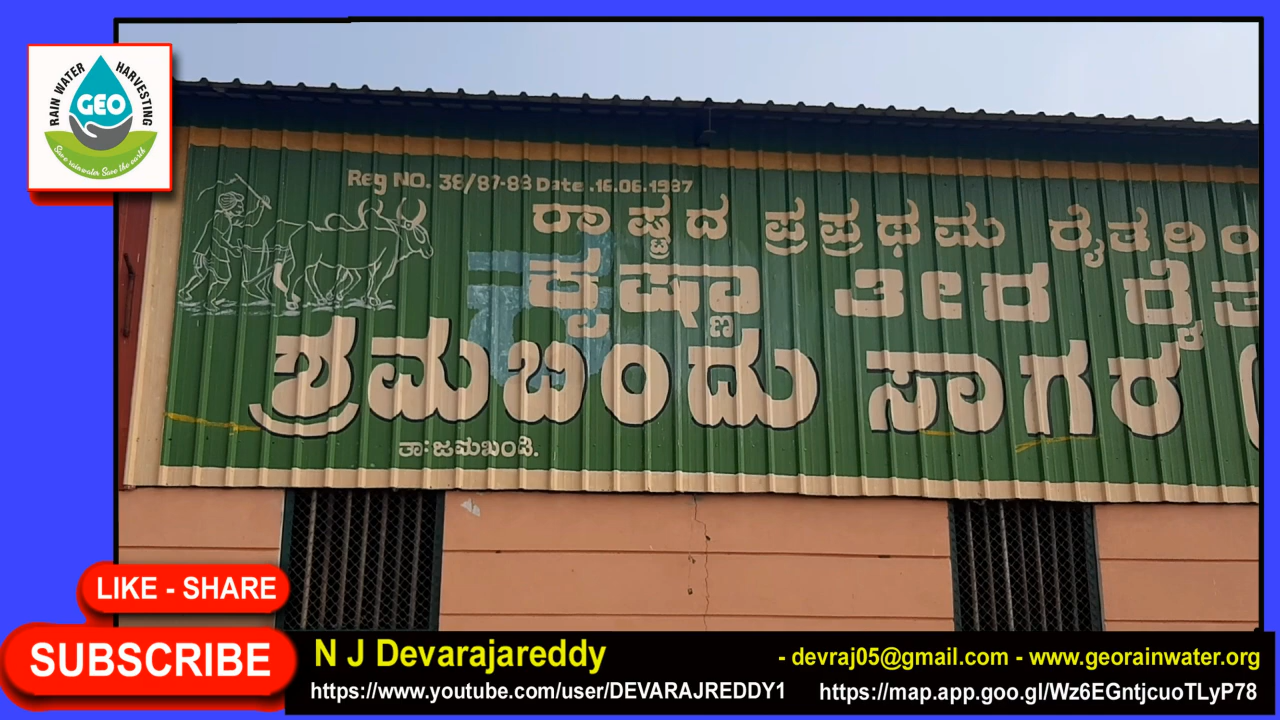 RAIN WATER HARVESTING
GEO
Save rain water Save the earth
Reg NO. 38/87-88 Date .16.06.1987
ರಾಷ್ಟ್ರದ ಪ್ರಪ್ರಥಮ ರೈತರಿಂ
ಕೃಷ್ಣಾ ತೀರ ರೈತ
ಶ್ರಮಬಿಂದು ಸಾಗರ (
ತಾ:ಜಮಖಂಡಿ.
LIKE - SHARE
SUBSCRIBE
N J Devarajareddy - devraj05@gmail.com - www.georainwater.org
https://www.youtube.com/user/DEVARAJREDDY1 https://map.app.goo.gl/Wz6EGntjcuoTLyP78